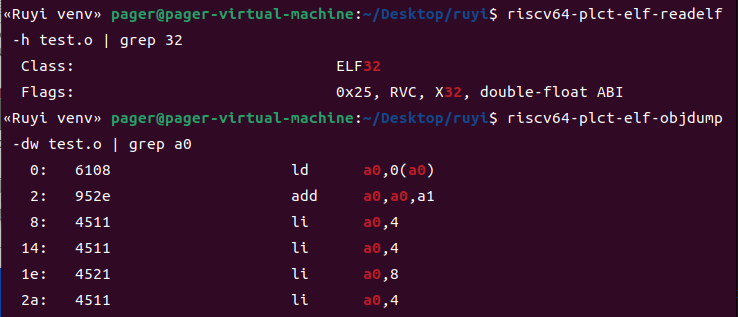 «Ruyi venv» pager@pager-virtual-machine:~/Desktop/ruyi$ riscv64-plct-elf-readelf
-h test.o | grep 32
Class: ELF32
Flags: 0x25, RVC, X32, double-float ABI
«Ruyi venv» pager@pager-virtual-machine:~/Desktop/ruyi$ riscv64-plct-elf-objdump
-dw test.o | grep a0
0: 6108 ld a0,0(a0)
2: 952e add a0,a0,a1
8: 4511 li a0,4
14: 4511 li a0,4
1e: 4521 li a0,8
2a: 4511 li a0,4